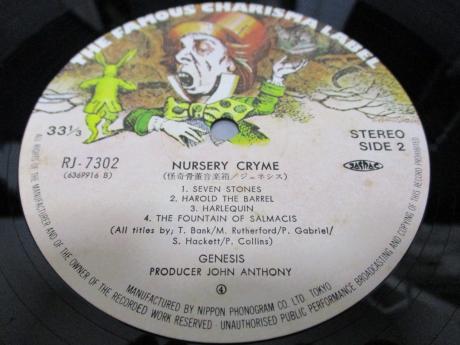 THE FAMOUS CHARISMA LABEL
33⅓
STEREO
SIDE 2
RJ-7302
(6369916 B)
NURSERY CRYME
(怪奇骨董音楽箱/ジェネシス)
1. SEVEN STONES
2. HAROLD THE BARREL
3. HARLEQUIN
4. THE FOUNTAIN OF SALMACIS
(All titles by; T. Bank/M. Rutherford/P. Gabriel/
S. Hackett/P. Collins)
GENESIS
PRODUCER JOHN ANTHONY
④
MANUFACTURED BY NIPPON PHONOGRAM CO. LTD. TOKYO
ALL RIGHTS OF THE MANUFACTURER AND OF THE OWNER OF THE RECORDED WORK RESERVED · UNAUTHORISED PUBLIC PERFORMANCE BROADCASTING AND COPYING OF THIS RECORD PROHIBITED